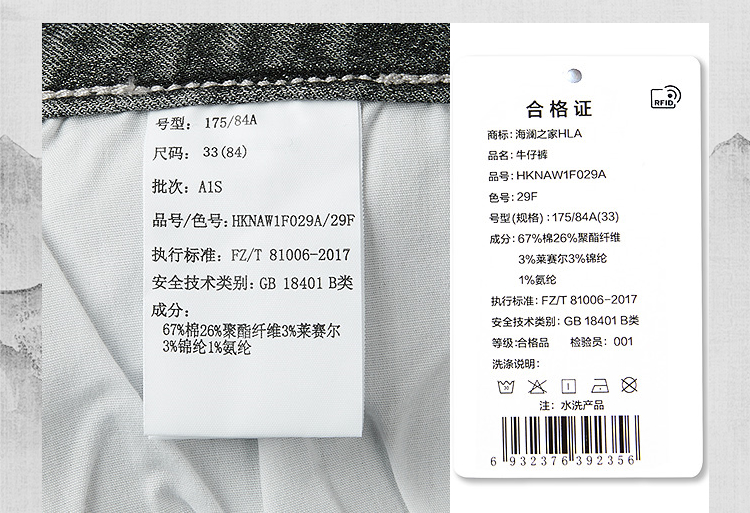 号型: 175/84A
尺码: 33(84)
批次: A1S
品号/色号:HKNAW1F029A/29F
执行标准: FZ/T 81006-2017
安全技术类别: GB 18401 B类
成分:
67%棉26%聚酯纤维3%莱赛尔
3%锦纶1%氨纶
RFID
合格证
商标: 海澜之家HLA
品名: 牛仔裤
品号: HKNAW1F029A
色号: 29F
号型(规格): 175/84A(33)
成分: 67%棉26%聚酯纤维
3%莱赛尔3%锦纶
1%氨纶
执行标准: FZ/T 81006-2017
安全技术类别: GB 18401 B类
等级:合格品 检验员: 001
洗涤说明:
30
注: 水洗产品
6 932376 392356